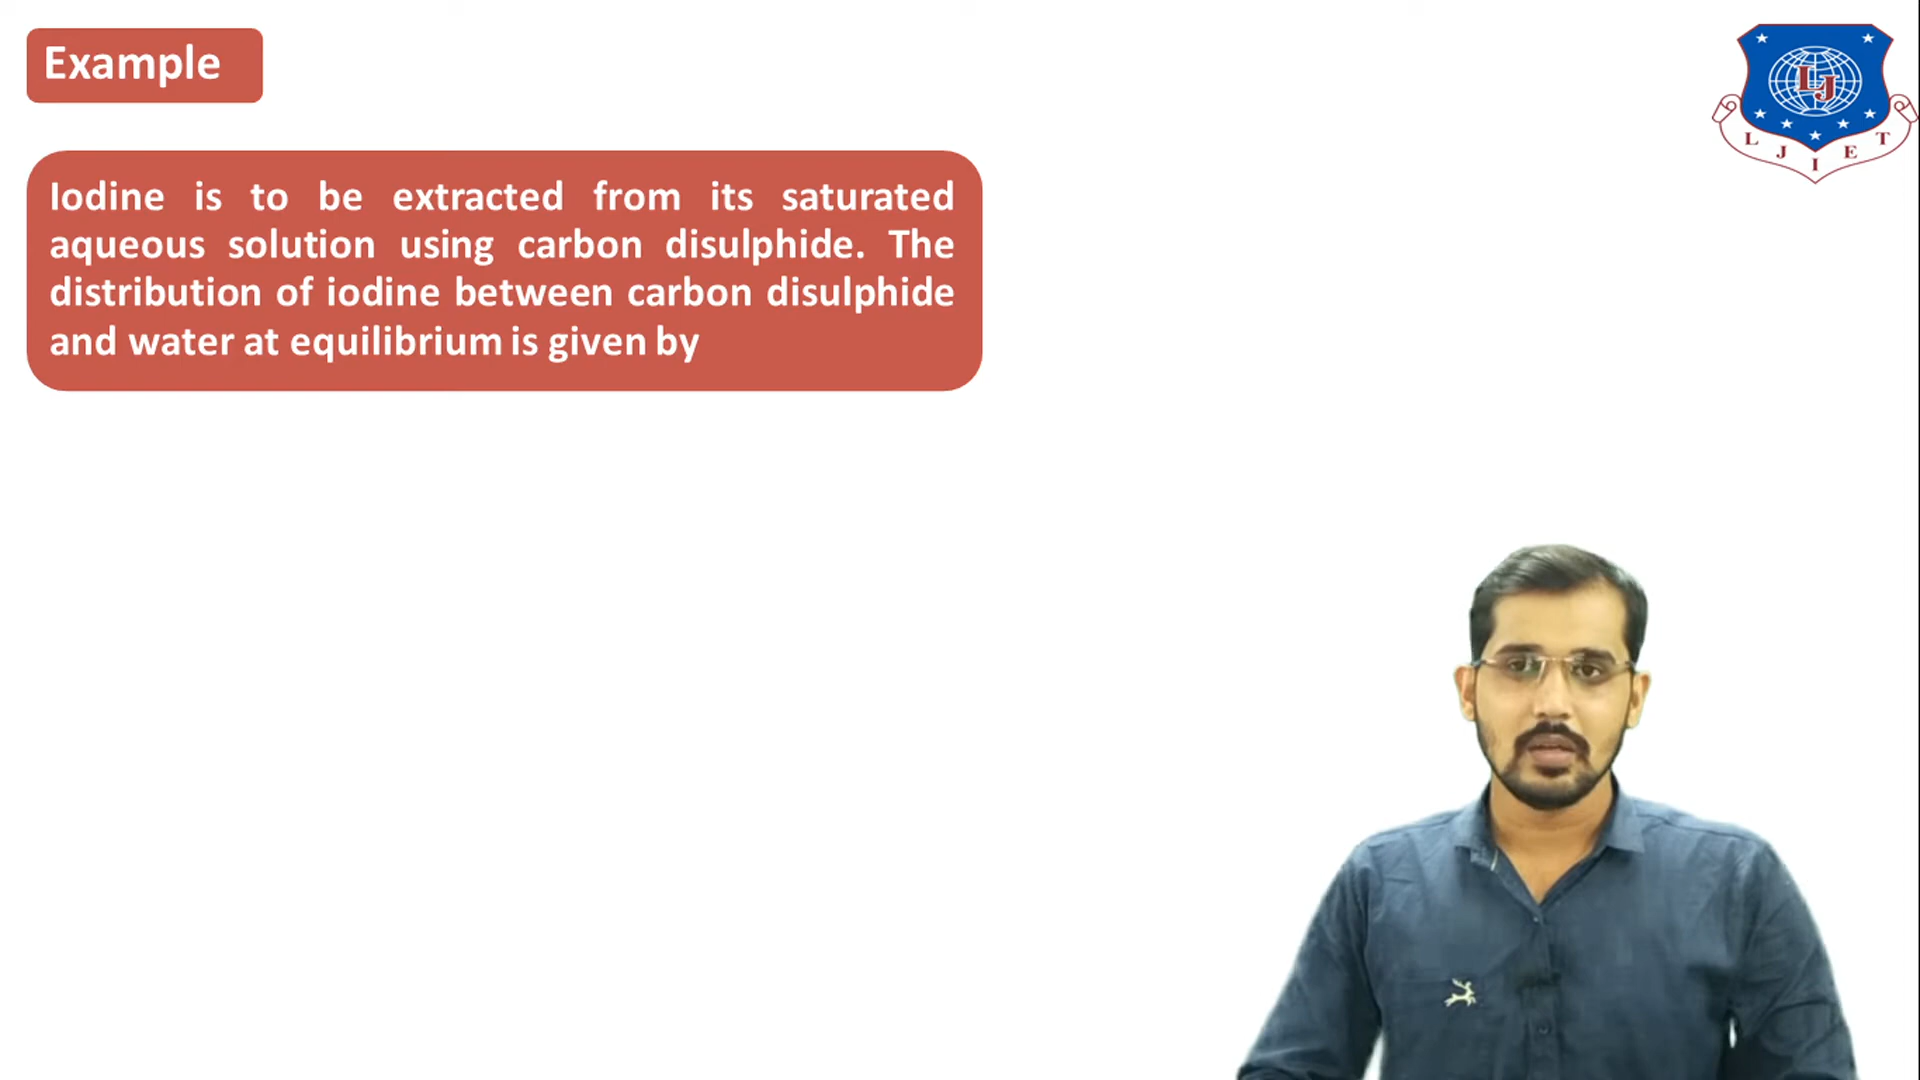 Example
Iodine is to be extracted from its saturated
aqueous solution using carbon disulphide. The
distribution of iodine between carbon disulphide
and water at equilibrium is given by
LJ
L J I E T